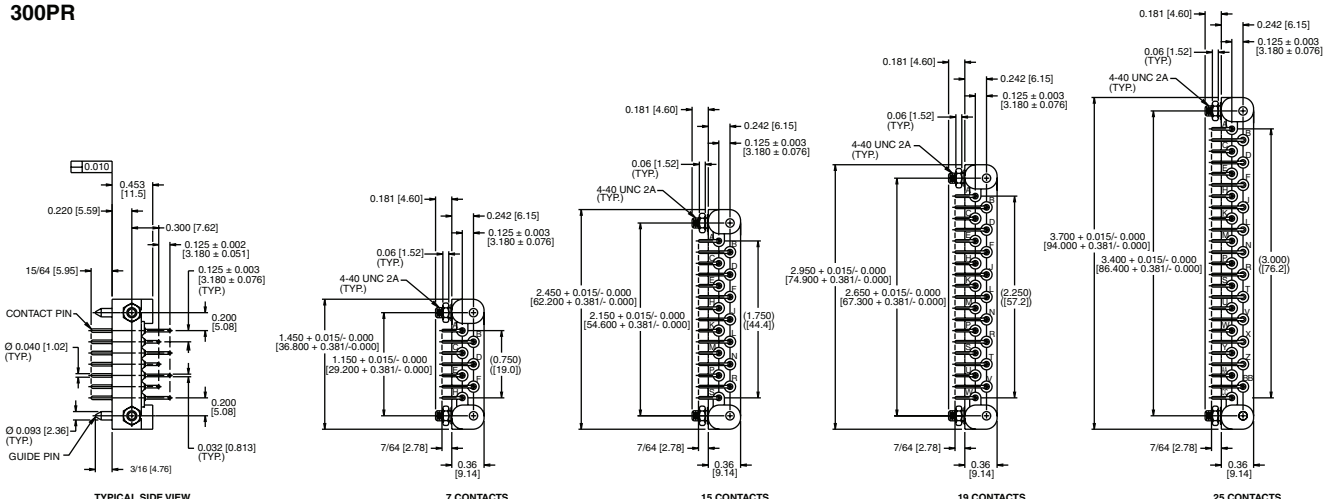 300PR
0.010
0.453
[11.5]
0.220 [5.59]
0.300 [7.62]
0.125 ± 0.002
[3.180 ± 0.051]
15/64 [5.95]
0.125 ± 0.003
[3.180 ± 0.076]
(TYP.)
CONTACT PIN
0.200
[5.08]
Ø 0.040 [1.02]
(TYP.)
0.200
[5.08]
Ø 0.093 [2.36]
(TYP.)
GUIDE PIN
0.032 [0.813]
(TYP.)
3/16 [4.76]
TYPICAL SIDE VIEW
0.181 [4.60]
0.242 [6.15]
0.125 ± 0.003
[3.180 ± 0.076]
0.06 [1.52]
(TYP.)
4-40 UNC 2A
(TYP.)
1.450 + 0.015/- 0.000
[36.800 + 0.381/-0.000]
1.150 + 0.015/- 0.000
[29.200 + 0.381/-0.000]
(0.750)
([19.0])
A
B
C
D
E
F
H
7/64 [2.78]
0.36
[9.14]
7 CONTACTS
0.181 [4.60]
0.242 [6.15]
0.125 ± 0.003
[3.180 ± 0.076]
0.06 [1.52]
(TYP.)
4-40 UNC 2A
(TYP.)
2.450 + 0.015/- 0.000
[62.200 + 0.381/-0.000]
2.150 + 0.015/- 0.000
[54.600 + 0.381/-0.000]
(1.750)
([44.4])
A
B
C
D
E
F
H
J
K
L
M
N
P
R
S
7/64 [2.78]
0.36
[9.14]
15 CONTACTS
0.181 [4.60]
0.242 [6.15]
0.125 ± 0.003
[3.180 ± 0.076]
0.06 [1.52]
(TYP.)
4-40 UNC 2A
(TYP.)
2.950 + 0.015/- 0.000
[74.900 + 0.381/-0.000]
2.650 + 0.015/- 0.000
[67.300 + 0.381/-0.000]
(2.250)
([57.2])
A
B
C
D
E
F
H
J
K
L
M
N
P
R
S
T
U
V
W
7/64 [2.78]
0.36
[9.14]
19 CONTACTS
0.181 [4.60]
0.242 [6.15]
0.125 ± 0.003
[3.180 ± 0.076]
0.06 [1.52]
(TYP.)
4-40 UNC 2A
(TYP.)
3.700 + 0.015/- 0.000
[94.000 + 0.381/-0.000]
3.400 + 0.015/- 0.000
[86.400 + 0.381/-0.000]
(3.000)
([76.2])
A
B
C
D
E
F
H
J
K
L
M
N
P
R
S
T
U
V
W
X
Y
Z
BB
7/64 [2.78]
0.36
[9.14]
25 CONTACTS